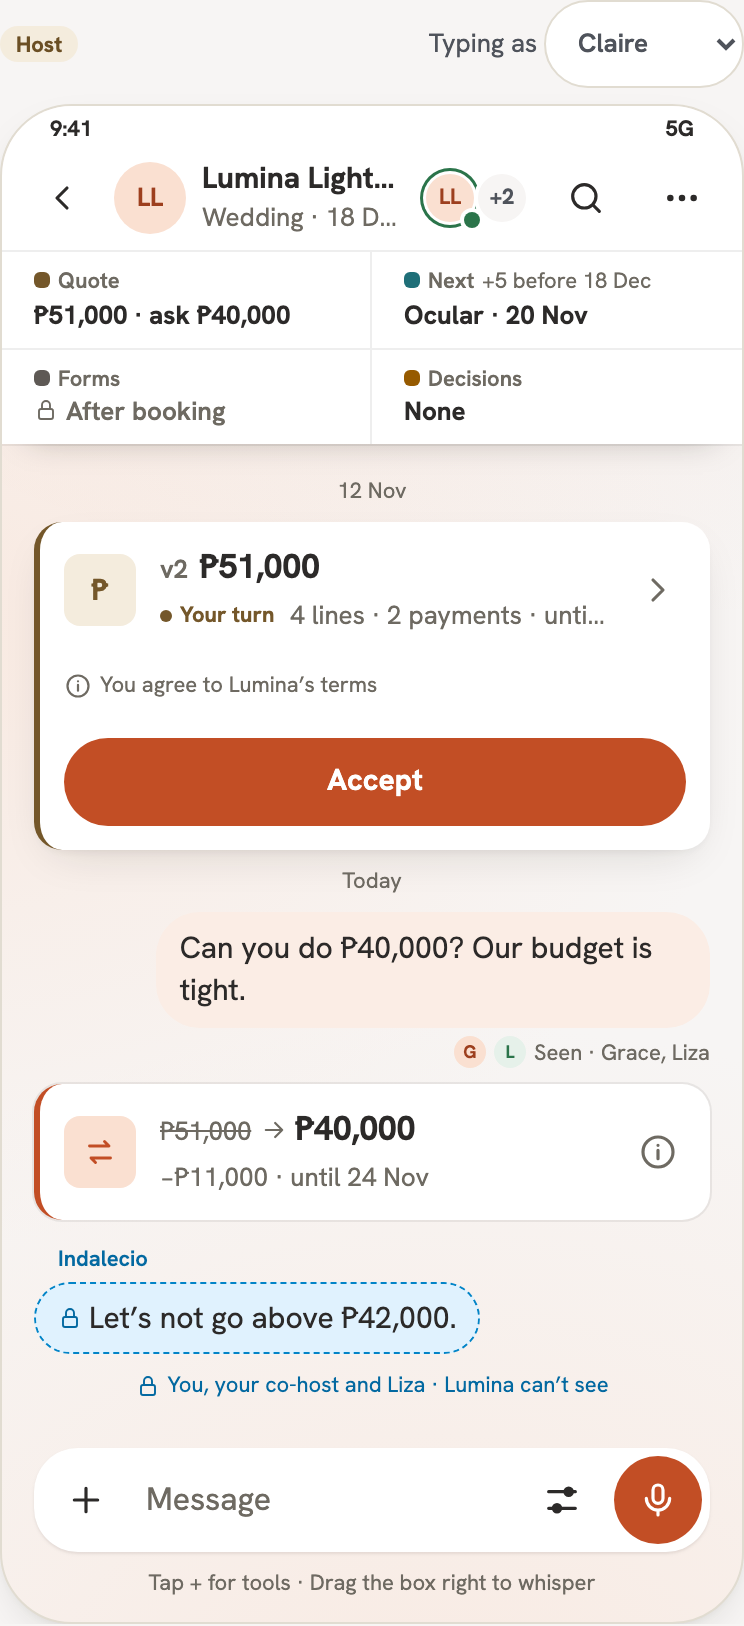 Host
Typing as Claire
9:41
5G
LL
Lumina Light...
Wedding · 18 D...
LL
+2
Quote
₱51,000 · ask ₱40,000
Next +5 before 18 Dec
Ocular · 20 Nov
Forms
After booking
Decisions
None
12 Nov
₱
v2 ₱51,000
Your turn 4 lines · 2 payments · unti...
You agree to Lumina’s terms
Accept
Today
Can you do ₱40,000? Our budget is
tight.
G L Seen · Grace, Liza
₱51,000 → ₱40,000
−₱11,000 · until 24 Nov
Indalecio
Let’s not go above ₱42,000.
You, your co-host and Liza · Lumina can’t see
Message
Tap + for tools · Drag the box right to whisper